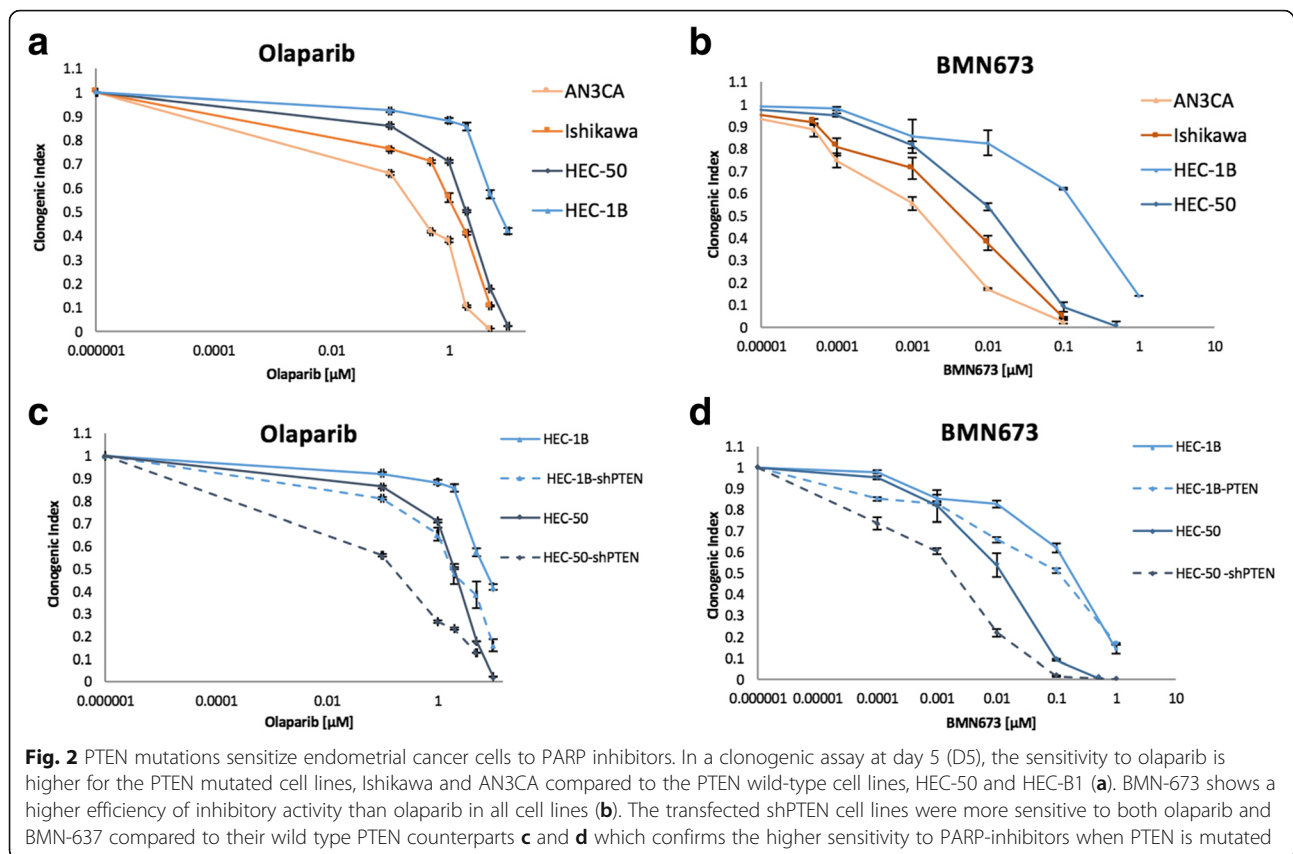 a
Olaparib
1.1
1
0.9
0.8
0.7
0.6
0.5
0.4
0.3
0.2
0.1
0
Clonogenic Index
0.000001
0.0001
0.01
1
Olaparib [µM]
AN3CA
Ishikawa
HEC-50
HEC-1B
b
BMN673
1.1
1
0.9
0.8
0.7
0.6
0.5
0.4
0.3
0.2
0.1
0
Clonogenic Index
0.00001
0.0001
0.001
0.01
0.1
1
10
BMN673 [µM]
AN3CA
Ishikawa
HEC-1B
HEC-50
c
Olaparib
1.1
1
0.9
0.8
0.7
0.6
0.5
0.4
0.3
0.2
0.1
0
Clonogenic Index
0.000001
0.0001
0.01
1
Olaparib [µM]
HEC-1B
HEC-1B-shPTEN
HEC-50
HEC-50-shPTEN
d
BMN673
1.1
1
0.9
0.8
0.7
0.6
0.5
0.4
0.3
0.2
0.1
0
Clonogenic Index
0.000001
0.00001
0.0001
0.001
0.01
0.1
1
10
BMN673 [µM]
HEC-1B
HEC-1B-PTEN
HEC-50
HEC-50 -shPTEN
Fig. 2 PTEN mutations sensitize endometrial cancer cells to PARP inhibitors. In a clonogenic assay at day 5 (D5), the sensitivity to olaparib is
higher for the PTEN mutated cell lines, Ishikawa and AN3CA compared to the PTEN wild-type cell lines, HEC-50 and HEC-B1 (a). BMN-673 shows a
higher efficiency of inhibitory activity than olaparib in all cell lines (b). The transfected shPTEN cell lines were more sensitive to both olaparib and
BMN-637 compared to their wild type PTEN counterparts c and d which confirms the higher sensitivity to PARP-inhibitors when PTEN is mutated